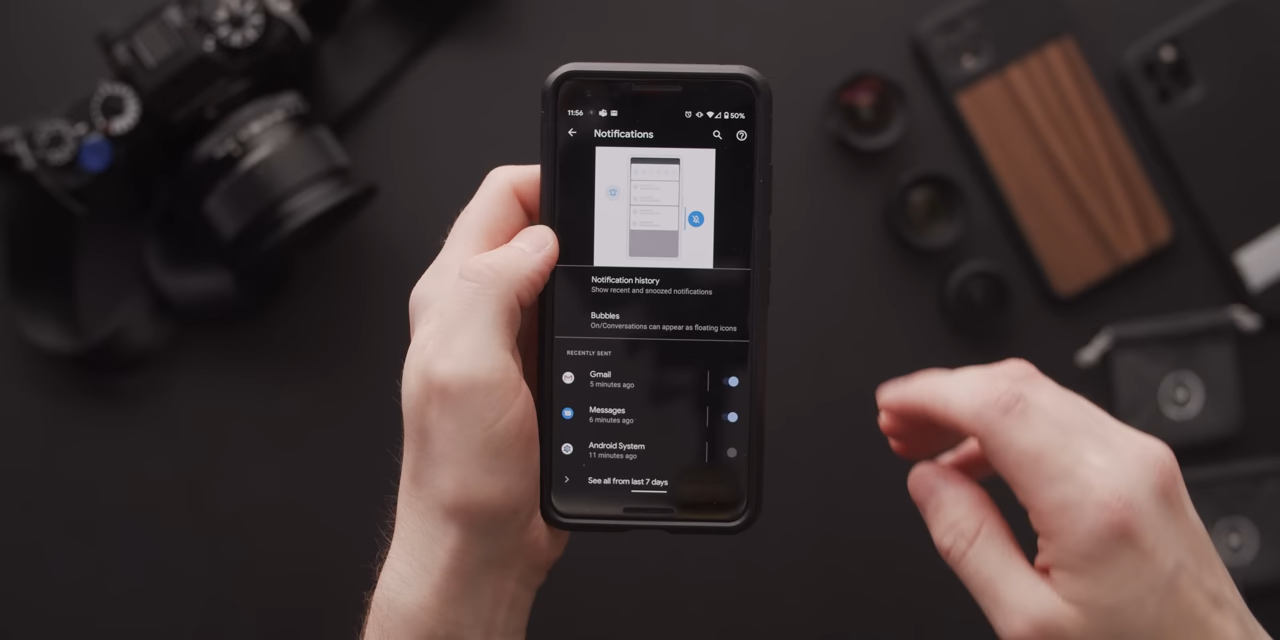 11:56
50%
Notifications
Notification history
Show recent and snoozed notifications
Bubbles
On/Conversations can appear as floating icons
RECENTLY SENT
Gmail
5 minutes ago
Messages
6 minutes ago
Android System
11 minutes ago
See all from last 7 days